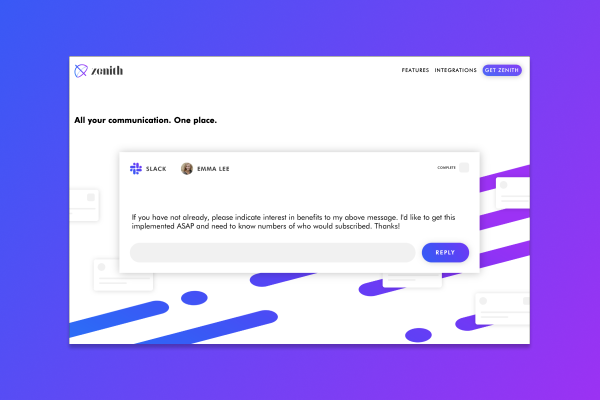 zenith
FEATURES INTEGRATIONS GET ZENITH
All your communication. One place.
SLACK EMMA LEE COMPLETE
If you have not already, please indicate interest in benefits to my above message. I'd like to get this
implemented ASAP and need to know numbers of who would subscribed. Thanks!
REPLY